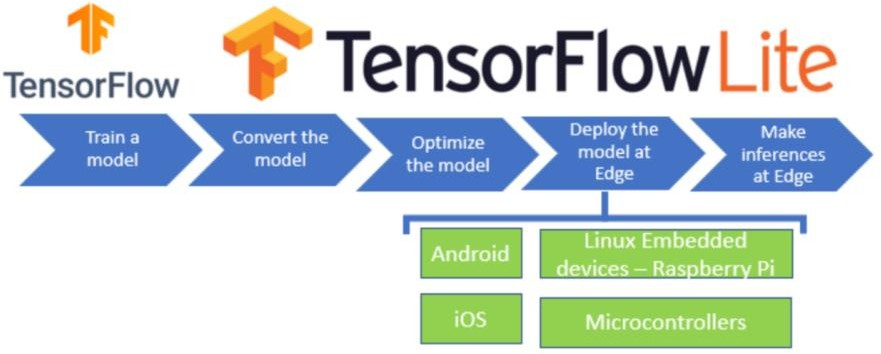 TensorFlow
TensorFlow Lite
Train a
model
Convert the
model
Optimize
the model
Deploy the
model at
Edge
Make
inferences
at Edge
Android
Linux Embedded
devices – Raspberry Pi
iOS
Microcontrollers